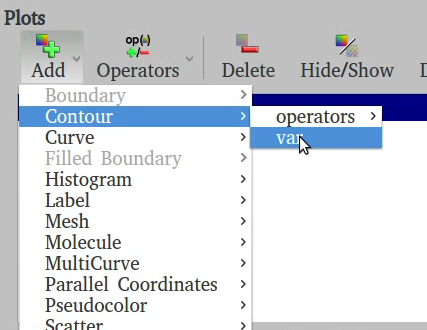 Plots
op(.)
+/-
Add Operators Delete Hide/Show
Boundary
Contour
operators
Curve
var
Filled Boundary
Histogram
Label
Mesh
Molecule
MultiCurve
Parallel Coordinates
Pseudocolor
Scatter